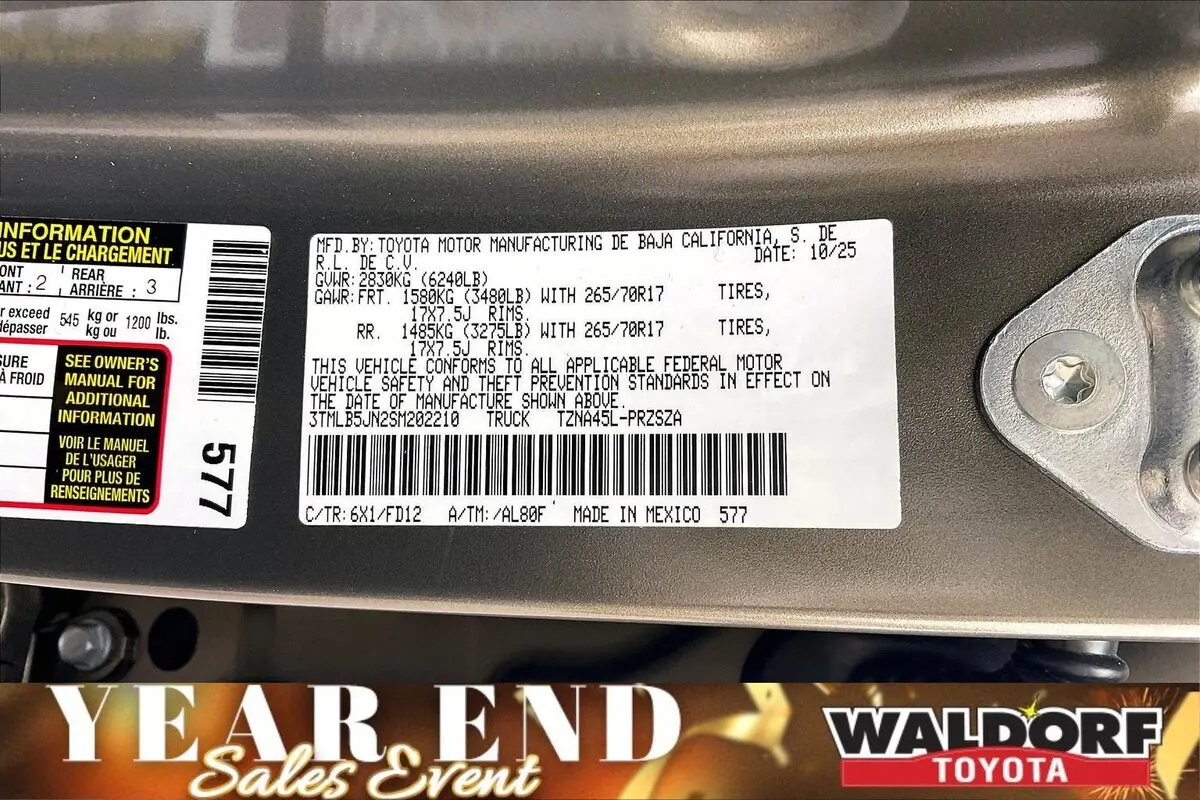 INFORMATION
US ET LE CHARGEMENT
ONT
ANT : 2
REAR
ARRIÈRE : 3
r exceed 545 kg or 1200 lbs.
dépasser kg ou lb.
SURE
À FROID
SEE OWNER'S
MANUAL FOR
ADDITIONAL
INFORMATION
VOIR LE MANUEL
DE L'USAGER
POUR PLUS DE
RENSEIGNEMENTS
577
MFD. BY: TOYOTA MOTOR MANUFACTURING DE BAJA CALIFORNIA, S. DE
R.L. DE C.V. DATE: 10/25
GVWR: 2830KG (6240LB)
GAWR: FRT. 1580KG (3480LB) WITH 265/70R17 TIRES,
17X7.5J RIMS.
RR. 1485KG (3275LB) WITH 265/70R17 TIRES,
17X7.5J RIMS.
THIS VEHICLE CONFORMS TO ALL APPLICABLE FEDERAL MOTOR
VEHICLE SAFETY AND THEFT PREVENTION STANDARDS IN EFFECT ON
THE DATE OF MANUFACTURE SHOWN ABOVE.
3TMLB5JN2SM202210 TRUCK TZNA45L-PRZSZA
C/TR: 6X1/FD12 A/TM: /AL80F MADE IN MEXICO 577
YEAR END
Sales Event
WALDORF
TOYOTA